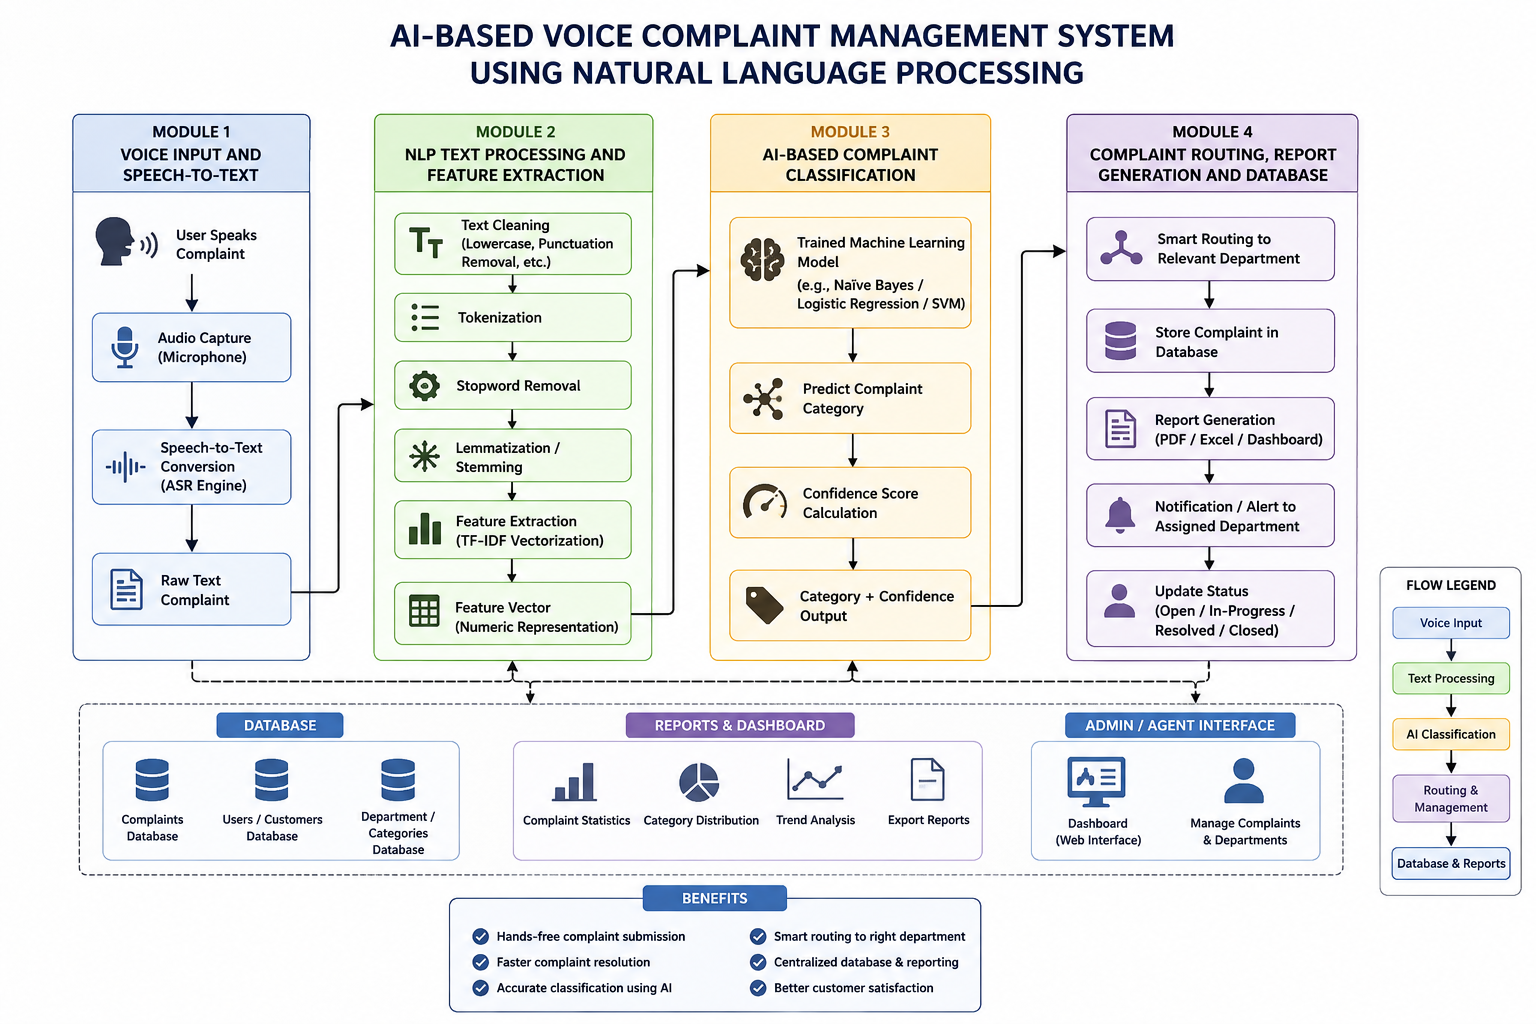 AI-BASED VOICE COMPLAINT MANAGEMENT SYSTEM
USING NATURAL LANGUAGE PROCESSING
MODULE 1
VOICE INPUT AND
SPEECH-TO-TEXT
User Speaks
Complaint
Audio Capture
(Microphone)
Speech-to-Text
Conversion
(ASR Engine)
Raw Text
Complaint
MODULE 2
NLP TEXT PROCESSING AND
FEATURE EXTRACTION
Text Cleaning
(Lowercase, Punctuation
Removal, etc.)
Tokenization
Stopword Removal
Lemmatization /
Stemming
Feature Extraction
(TF-IDF Vectorization)
Feature Vector
(Numeric Representation)
MODULE 3
AI-BASED COMPLAINT
CLASSIFICATION
Trained Machine Learning
Model
(e.g., Naïve Bayes /
Logistic Regression / SVM)
Predict Complaint
Category
Confidence Score
Calculation
Category + Confidence
Output
MODULE 4
COMPLAINT ROUTING, REPORT
GENERATION AND DATABASE
Smart Routing to
Relevant Department
Store Complaint in
Database
Report Generation
(PDF / Excel / Dashboard)
Notification / Alert to
Assigned Department
Update Status
(Open / In-Progress /
Resolved / Closed)
FLOW LEGEND
Voice Input
Text Processing
AI Classification
Routing &
Management
Database & Reports
DATABASE
Complaints
Database
Users / Customers
Database
Department /
Categories
Database
REPORTS & DASHBOARD
Complaint Statistics
Category Distribution
Trend Analysis
Export Reports
ADMIN / AGENT INTERFACE
Dashboard
(Web Interface)
Manage Complaints
& Departments
BENEFITS
Hands-free complaint submission
Faster complaint resolution
Accurate classification using AI
Smart routing to right department
Centralized database & reporting
Better customer satisfaction